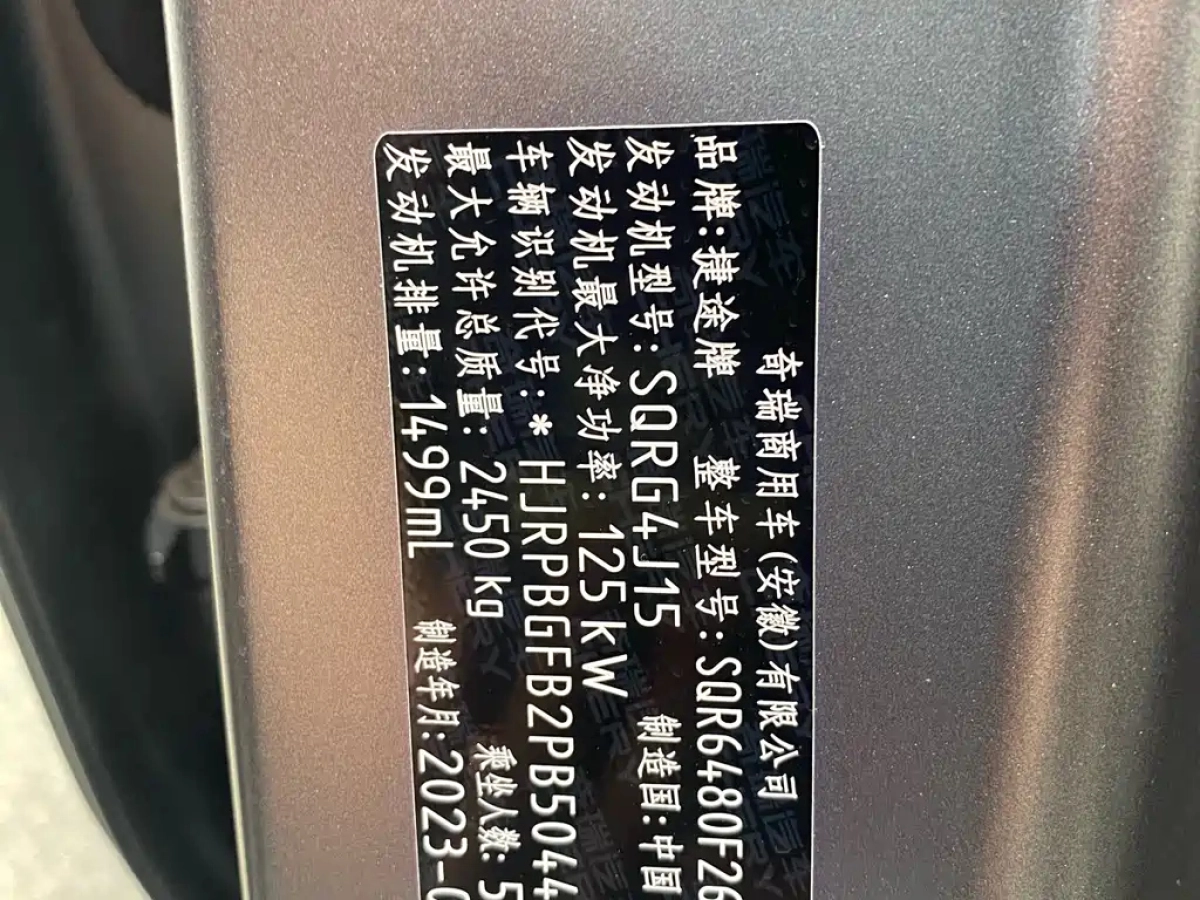 奇瑞商用车(安徽)有限公司
品牌:捷途牌 整车型号:SQR6480F26
发动机型号:SQRG4J15 制造国:中国
发动机最大净功率:125kW
车辆识别代号:*HJRPBGFB2PB5044
最大允许总质量:2450kg 乘坐人数:5
发动机排量:1499mL 制造年月:2023-0